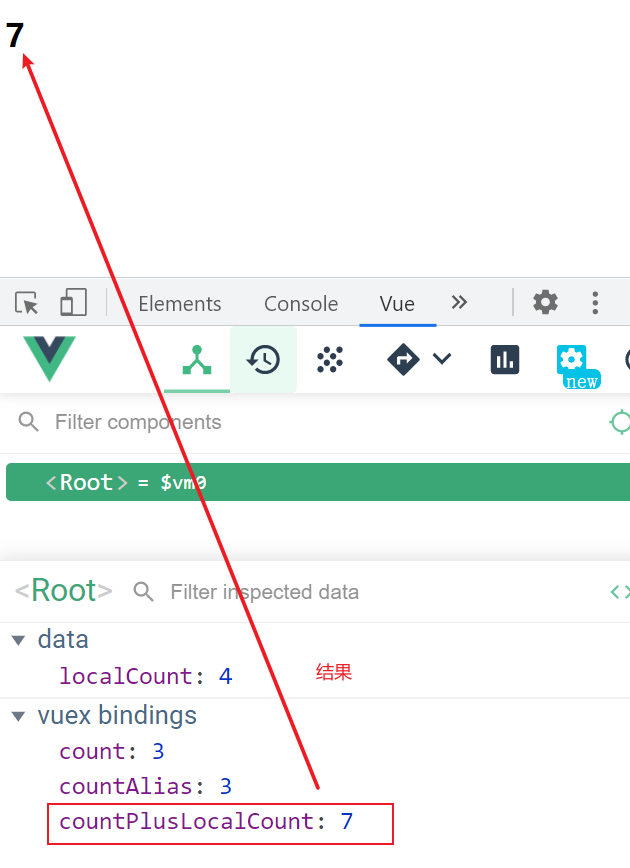 7
Elements Console Vue
new
Filter components
<Root> = $vm0
<Root> Filter inspected data
data
localCount: 4 结果
vuex bindings
count: 3
countAlias: 3
countPlusLocalCount: 7